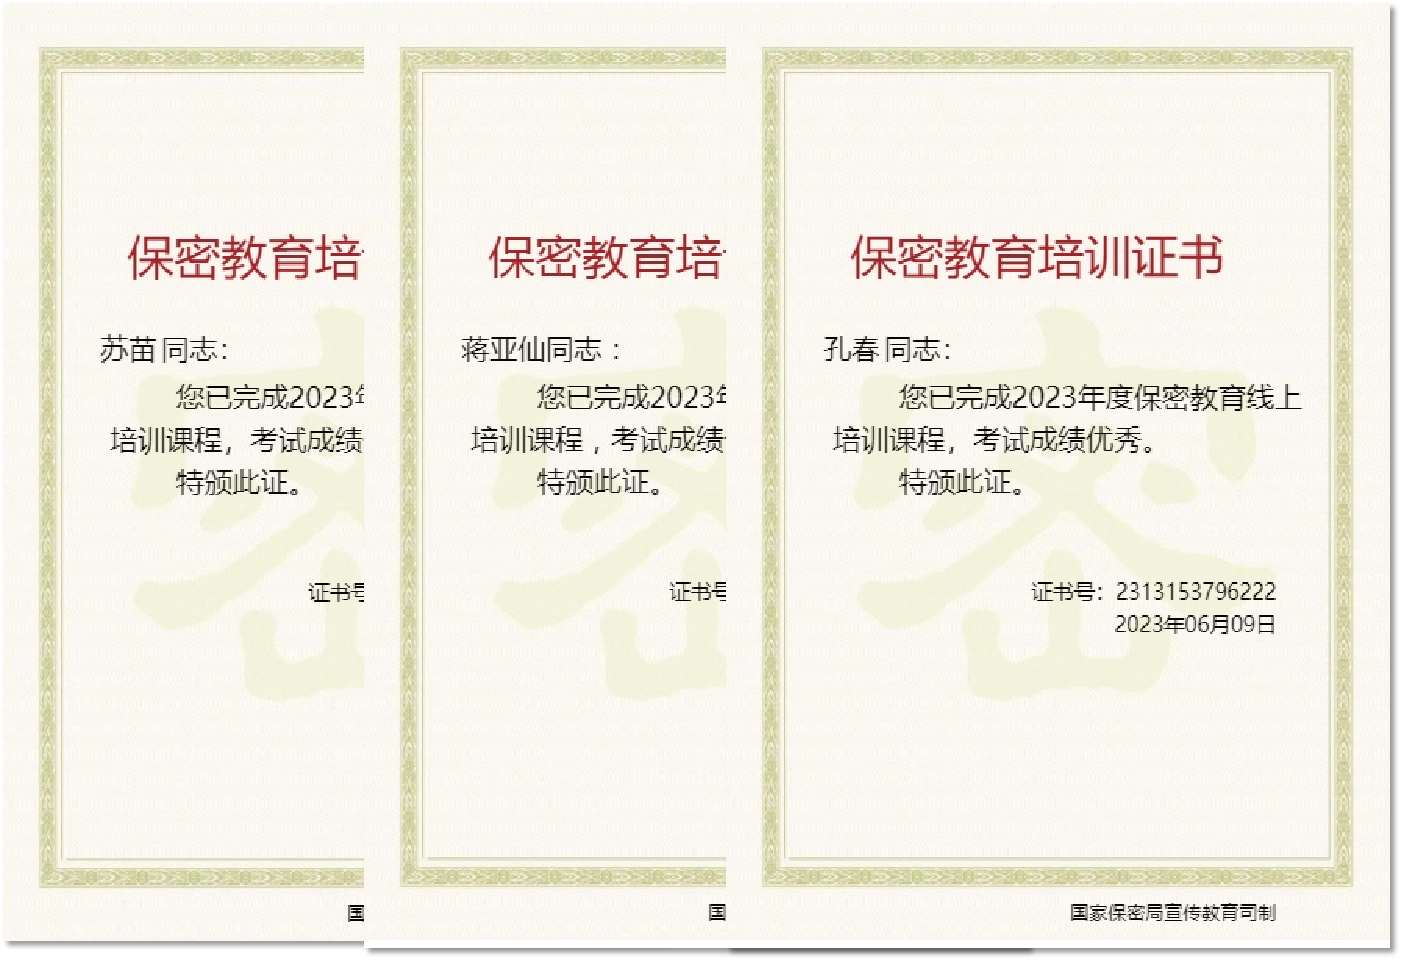 保密教育培
苏苗 同志：
您已完成2023
培训课程，考试成绩
特颁此证。
证书号
国
保密教育培
蒋亚仙同志：
您已完成2023
培训课程，考试成绩
特颁此证。
证书号
国
保密教育培训证书
孔春 同志：
您已完成2023年度保密教育线上
培训课程，考试成绩优秀。
特颁此证。
证书号：2313153796222
2023年06月09日
国家保密局宣传教育司制
密